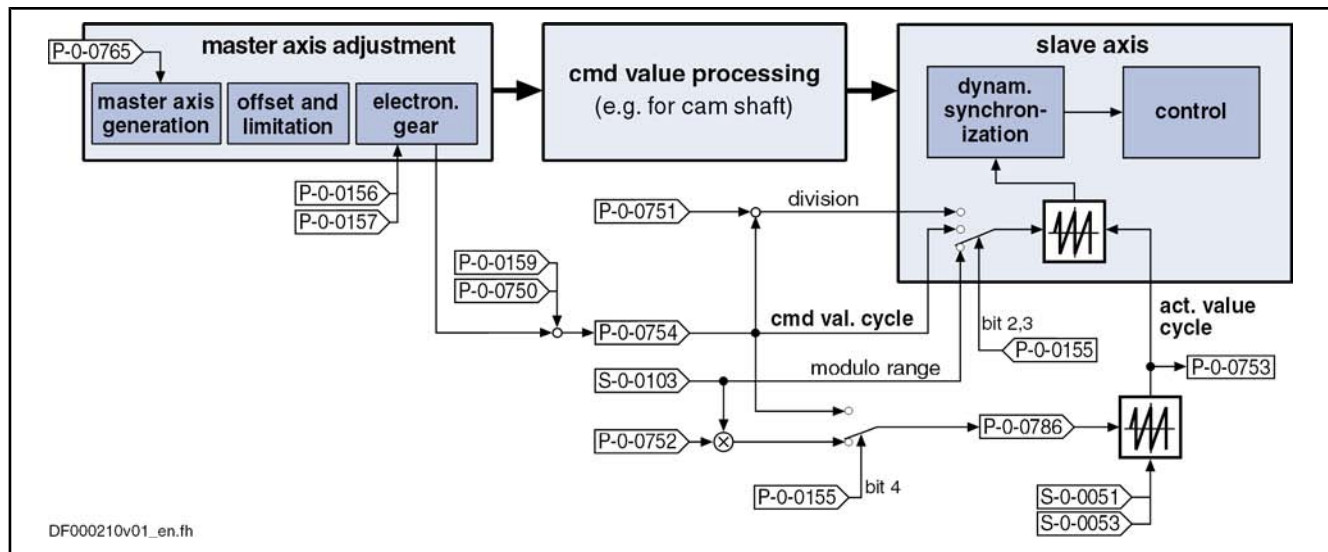 master axis adjustment
P-0-0765
master axis
generation
offset and
limitation
electron.
gear
cmd value processing
(e.g. for cam shaft)
slave axis
dynam.
synchron-
ization
control
P-0-0156
P-0-0157
P-0-0751
division
P-0-0159
P-0-0750
P-0-0754
cmd val. cycle
bit 2,3
P-0-0155
act. value
cycle
P-0-0753
S-0-0103
modulo range
P-0-0752
P-0-0786
P-0-0155
bit 4
S-0-0051
S-0-0053
DF000210v01_en.fh